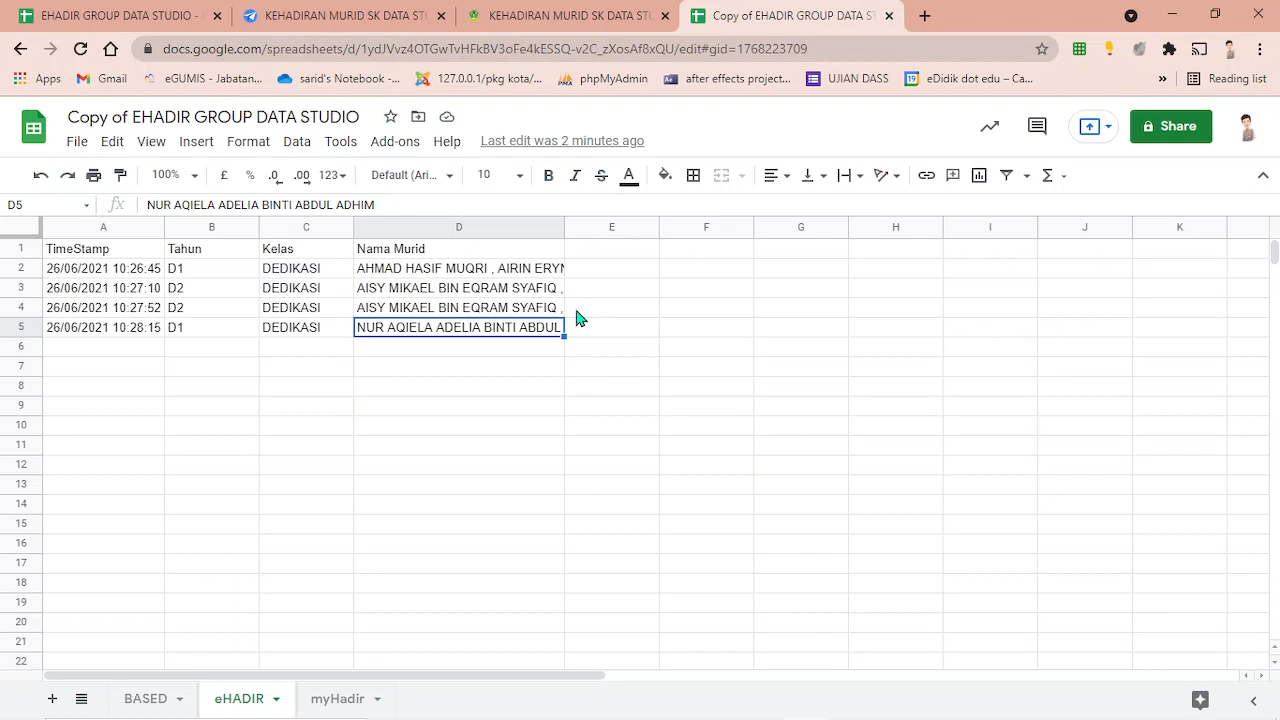 EHADIR GROUP DATA STUDIO -
KEHADIRAN MURID SK DATA STU
KEHADIRAN MURID SK DATA STU
Copy of EHADIR GROUP DATA ST
docs.google.com/spreadsheets/d/1ydJVvz4OTGwTvHFkBV3oFe4kESSQ-v2C_zXosAf8xQU/edit#gid=1768223709
Apps
Gmail
eGUMIS - Jabatan...
sarid's Notebook -...
127.0.0.1/pkg kota/...
phpMyAdmin
after effects project...
UJIAN DASS
eDidik dot edu – Ca...
»
Reading list
Copy of EHADIR GROUP DATA STUDIO
Share
File Edit View Insert Format Data Tools Add-ons Help Last edit was 2 minutes ago
100% £ % .0 .00 123 Default (Ari... 10 B I S A
D5 fx NUR AQIELA ADELIA BINTI ABDUL ADHIM
A B C D E F G H I J K
1 TimeStamp Tahun Kelas Nama Murid
2 26/06/2021 10:26:45 D1 DEDIKASI AHMAD HASIF MUQRI , AIRIN ERYN
3 26/06/2021 10:27:10 D2 DEDIKASI AISY MIKAEL BIN EQRAM SYAFIQ ,
4 26/06/2021 10:27:52 D2 DEDIKASI AISY MIKAEL BIN EQRAM SYAFIQ ,
5 26/06/2021 10:28:15 D1 DEDIKASI NUR AQIELA ADELIA BINTI ABDUL
6
7
8
9
10
11
12
13
14
15
16
17
18
19
20
21
22
BASED eHADIR myHadir